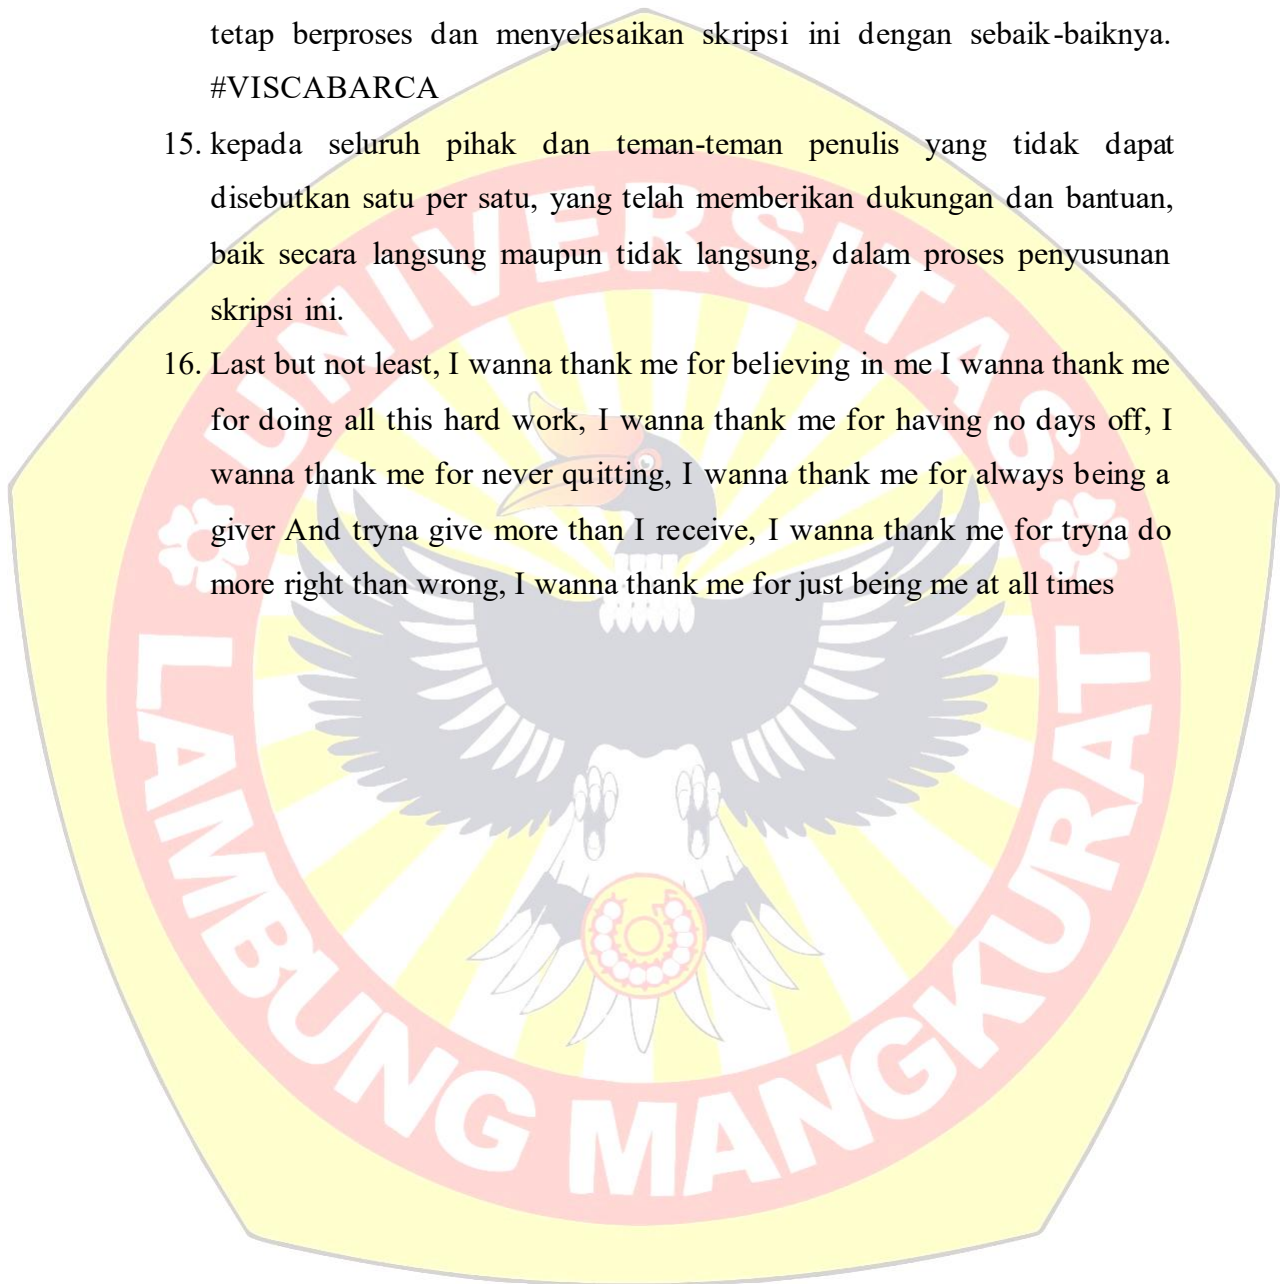 tetap berproses dan menyelesaikan skripsi ini dengan sebaik-baiknya.
#VISCABARCA
15. kepada seluruh pihak dan teman-teman penulis yang tidak dapat
disebutkan satu per satu, yang telah memberikan dukungan dan bantuan,
baik secara langsung maupun tidak langsung, dalam proses penyusunan
skripsi ini.
16. Last but not least, I wanna thank me for believing in me I wanna thank me
for doing all this hard work, I wanna thank me for having no days off, I
wanna thank me for never quitting, I wanna thank me for always being a
giver And tryna give more than I receive, I wanna thank me for tryna do
more right than wrong, I wanna thank me for just being me at all times
UNIVERSITAS
LAMBUNG MANGKURAT